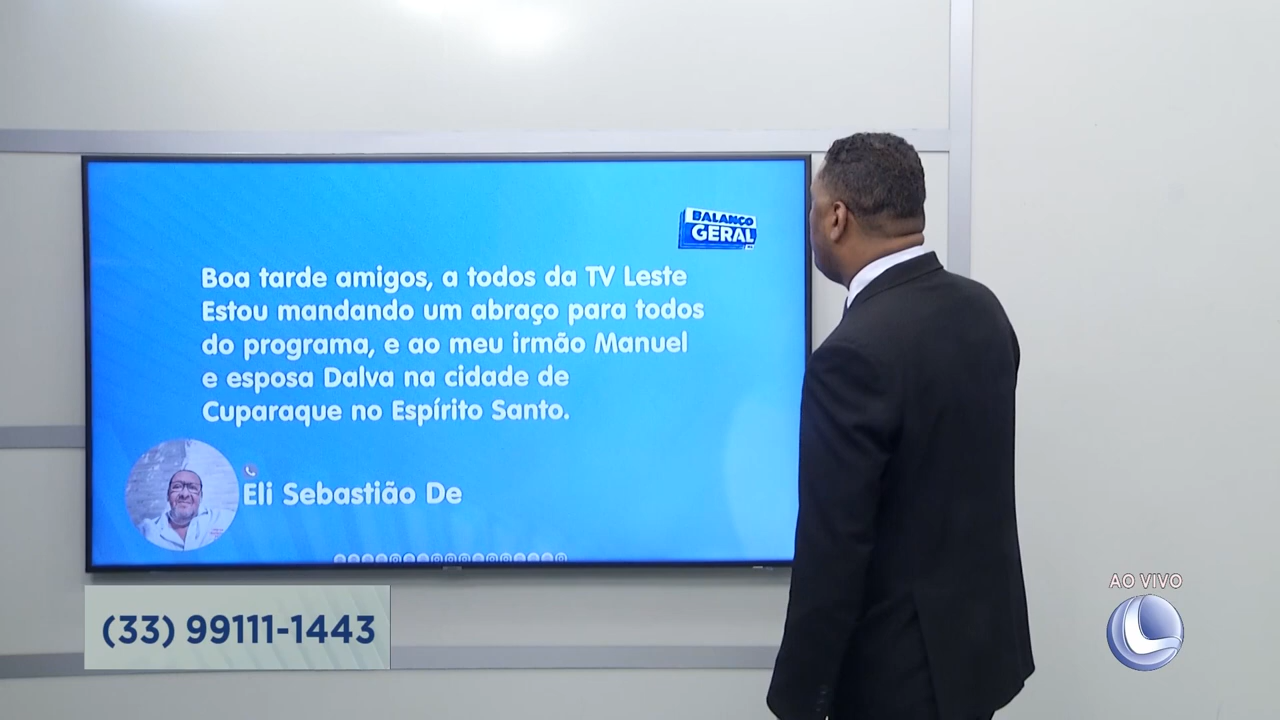 BALANÇO
GERAL
Boa tarde amigos, a todos da TV Leste
Estou mandando um abraço para todos
do programa, e ao meu irmão Manuel
e esposa Dalva na cidade de
Cuparaque no Espírito Santo.
Eli Sebastião De
(33) 99111-1443
AO VIVO